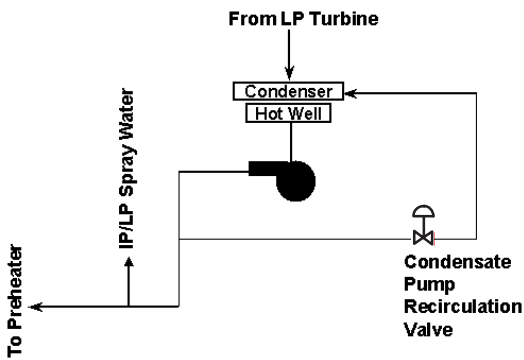 From LP Turbine
Condenser
Hot Well
IP/LP Spray Water
To Preheater
Condensate
Pump
Recirculation
Valve